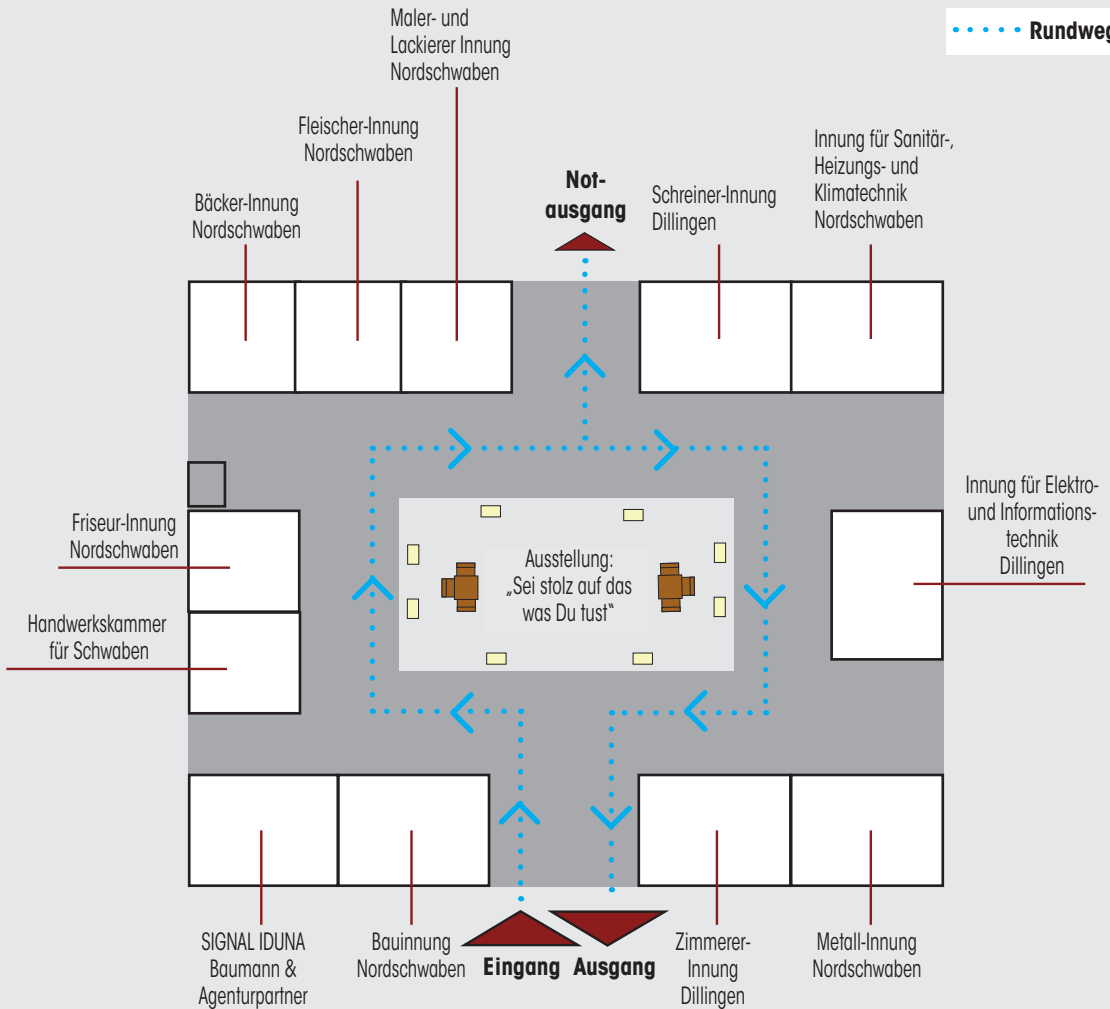 Maler- und
Lackierer Innung
Nordschwaben
Rundweg
Fleischer-Innung
Nordschwaben
Innung für Sanitär-,
Heizungs- und
Klimatechnik
Nordschwaben
Not-
ausgang
Schreiner-Innung
Dillingen
Bäcker-Innung
Nordschwaben
Innung für Elektro-
und Informations-
technik
Dillingen
Friseur-Innung
Nordschwaben
Ausstellung:
„Sei stolz auf das
was Du tust“
Handwerkskammer
für Schwaben
SIGNAL IDUNA
Baumann &
Agenturpartner
Bauinnung
Nordschwaben
Eingang
Ausgang
Zimmerer-
Innung
Dillingen
Metall-Innung
Nordschwaben